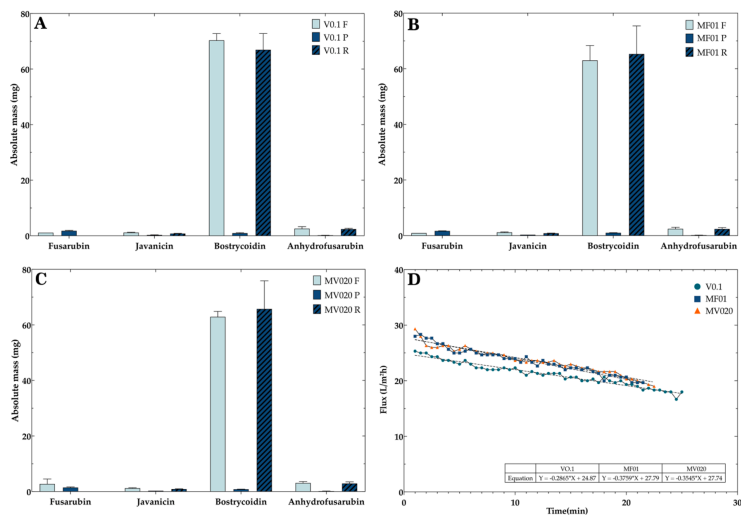 A
V0.1 F
V0.1 P
V0.1 R
Absolute mass (mg)
80
60
40
20
0
Fusarubin Javanicin Bostrycoidin Anhydrofusarubin
B
MF01 F
MF01 P
MF01 R
Absolute mass (mg)
80
60
40
20
0
Fusarubin Javanicin Bostrycoidin Anhydrofusarubin
C
MV020 F
MV020 P
MV020 R
Absolute mass (mg)
80
60
40
20
0
Fusarubin Javanicin Bostrycoidin Anhydrofusarubin
D
V0.1
MF01
MV020
Flux (L/m²h)
40
30
20
10
0
VO.1 MF01 MV020
Equastion Y = -0.2865*X + 24.87 Y = -0.3759*X + 27.79 Y = -0.3545*X + 27.74
0 10 20 30
Time(min)